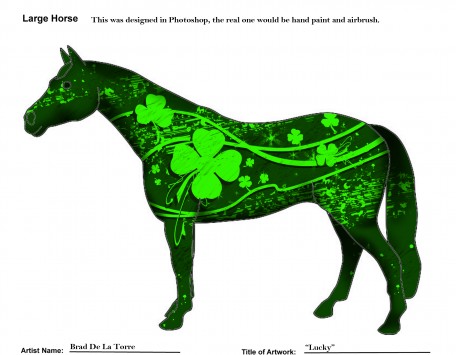 Large Horse This was designed in Photoshop, the real one would be hand paint and airbrush.
Artist Name: Brad De La Torre Title of Artwork: "Lucky"